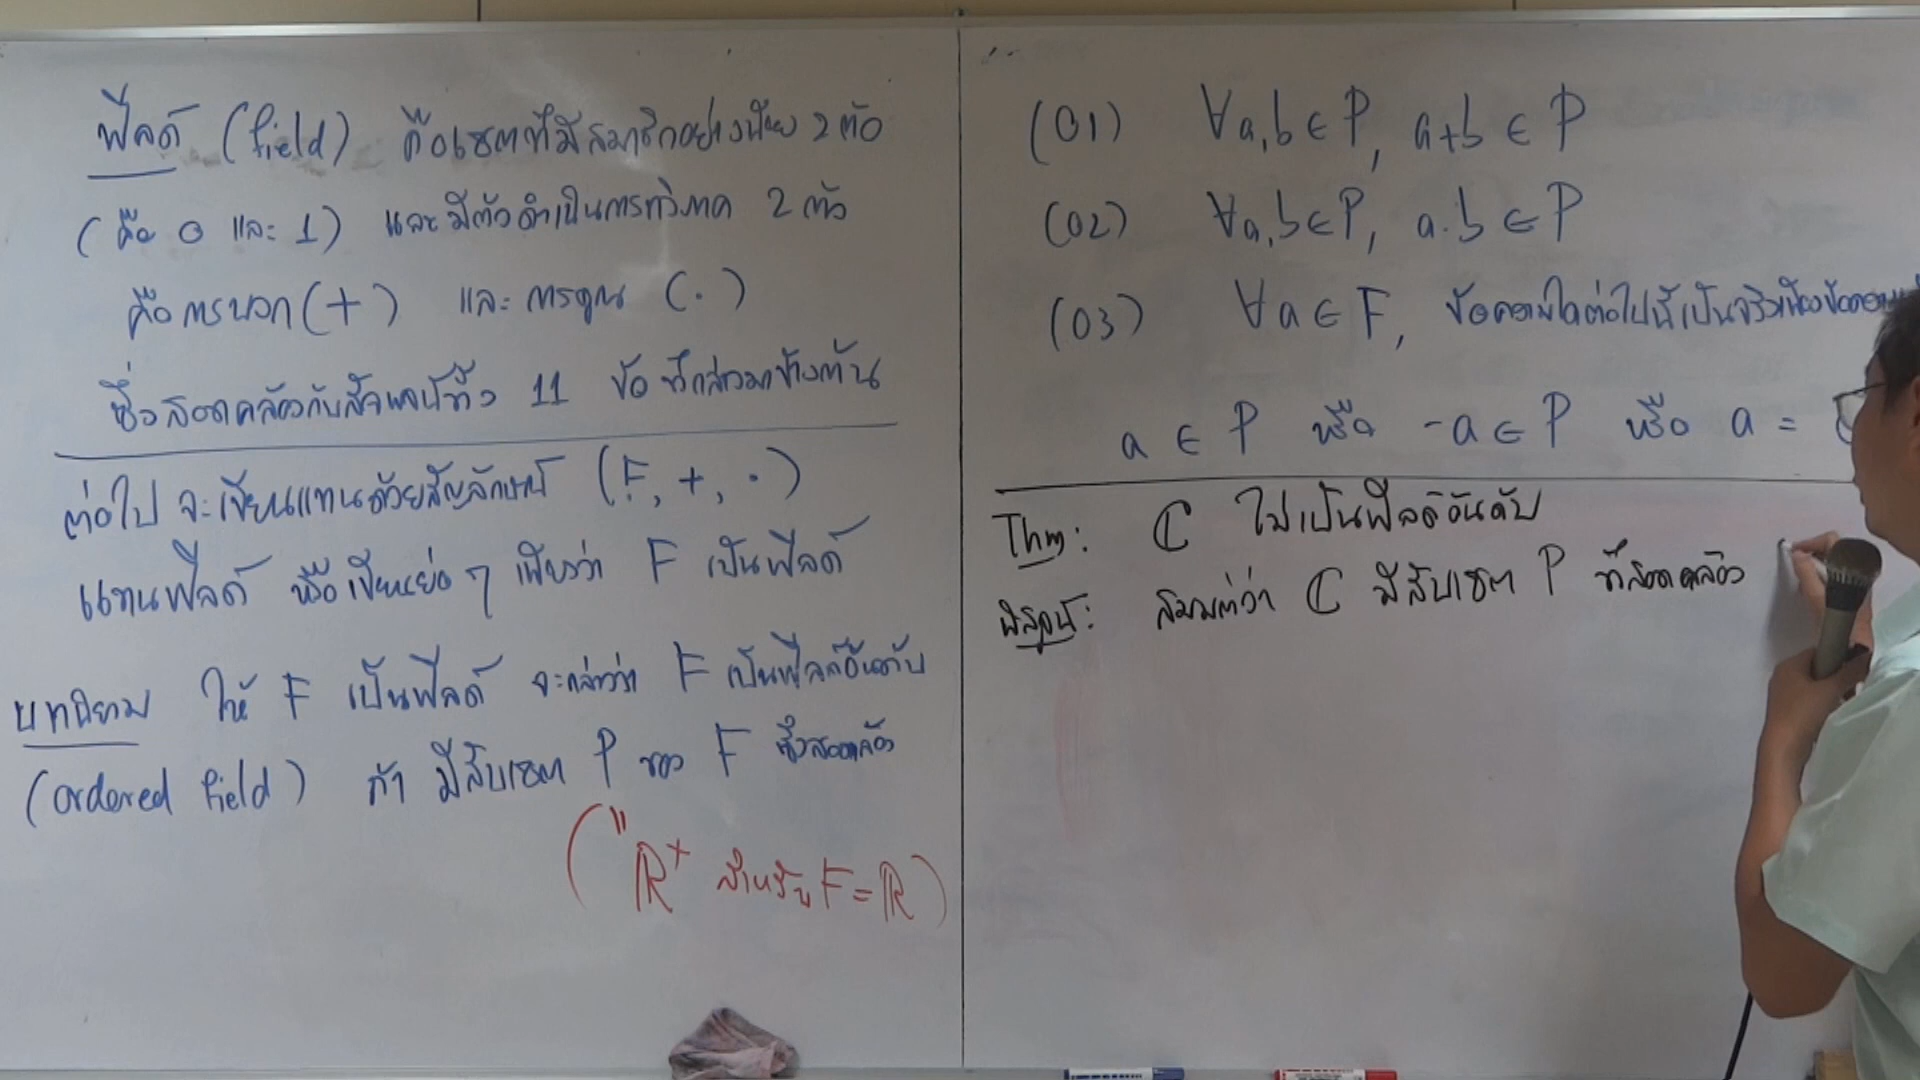 ฟีลด์ (field) คือเซตที่มีสมาชิกอย่างน้อย 2 ตัว
(คือ 0 และ 1) และมีตัวดำเนินการทวิภาค 2 ตัว
คือการบวก (+) และ การคูณ (·)
ซึ่งสอดคล้องกับสัจพจน์ทั้ง 11 ข้อ ที่กล่าวมาข้างต้น
ต่อไป จะเขียนแทนด้วยสัญลักษณ์ (F, +, ·)
แทนฟีลด์ หรือเขียนย่อ ๆ เพียงว่า F เป็นฟีลด์
บทนิยาม ให้ F เป็นฟีลด์ จะกล่าวว่า F เป็นฟีลด์อันดับ
(ordered field) ถ้า มีสับเซต P ของ F ซึ่งสอดคล้อง
("ℝ⁺ สำหรับ F = ℝ)
(O1) ∀a,b ∈ P, a+b ∈ P
(O2) ∀a,b ∈ P, a·b ∈ P
(O3) ∀a ∈ F, ข้อความใดต่อไปนี้เป็นจริงเพียงข้อ
a ∈ P หรือ -a ∈ P หรือ a =
Thm: ℂ ไม่เป็นฟีลด์อันดับ
พิสูจน์: สมมติว่า ℂ มีสับเซต P ที่สอดคล้อง